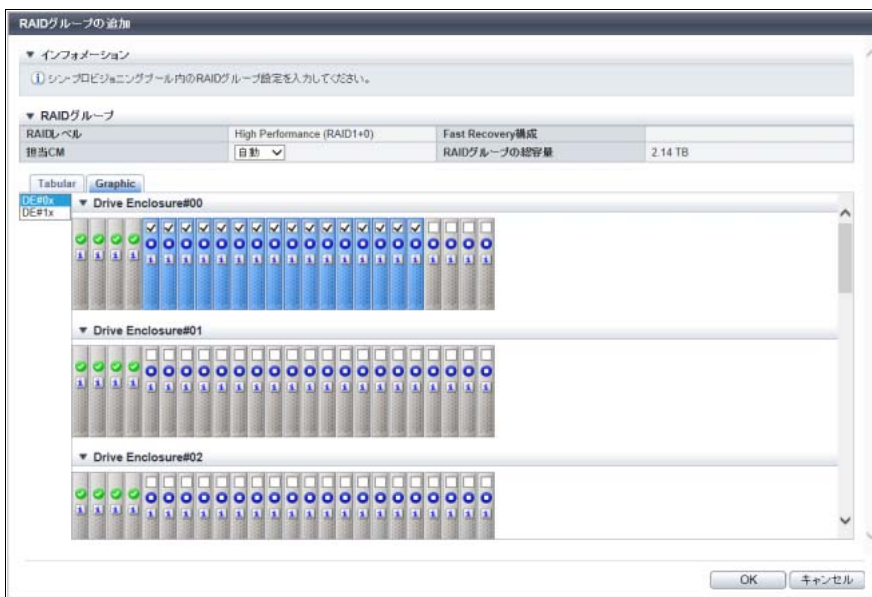 RAIDグループの追加
▼ インフォメーション
シン・プロビジョニングプール内のRAIDグループ設定を入力してください。
▼ RAIDグループ
RAIDレベル High Performance (RAID1+0) Fast Recovery構成
担当CM 自動 RAIDグループの総容量 2.14 TB
Tabular Graphic
DE#0x
DE#1x
▼ Drive Enclosure#00
▼ Drive Enclosure#01
▼ Drive Enclosure#02
OK キャンセル